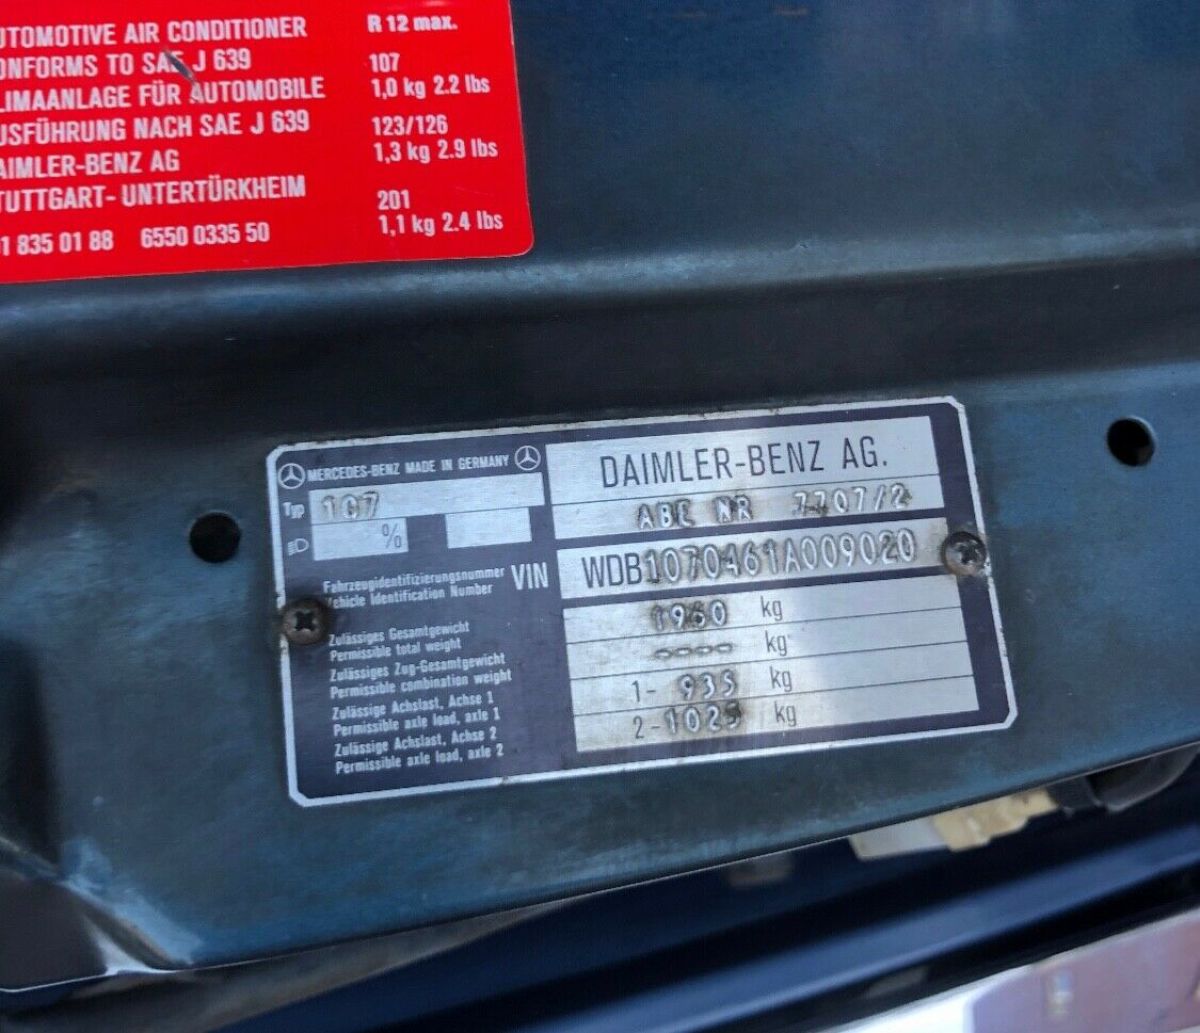 UTOMOTIVE AIR CONDITIONER
ONFORMS TO SAE J 639
LIMAANLAGE FÜR AUTOMOBILE
USFÜHRUNG NACH SAE J 639
AIMLER-BENZ AG
TUTTGART- UNTERTÜRKHEIM
1 835 01 88 6550 0335 50
R 12 max.
107
1,0 kg 2.2 lbs
123/126
1,3 kg 2.9 lbs
201
1,1 kg 2.4 lbs
MERCEDES-BENZ MADE IN GERMANY
Typ 107
%
DAIMLER-BENZ AG.
ABE NR 7707/2
Fahrzeugidentifizierungsnummer
Vehicle Identification Number
VIN WDB1070461A009020
Zulässiges Gesamtgewicht
Permissible total weight
1960 kg
Zulässiges Zug-Gesamtgewicht
Permissible combination weight
---- kg
Zulässige Achslast, Achse 1
Permissible axle load, axle 1
1- 935 kg
Zulässige Achslast, Achse 2
Permissible axle load, axle 2
2-1025 kg